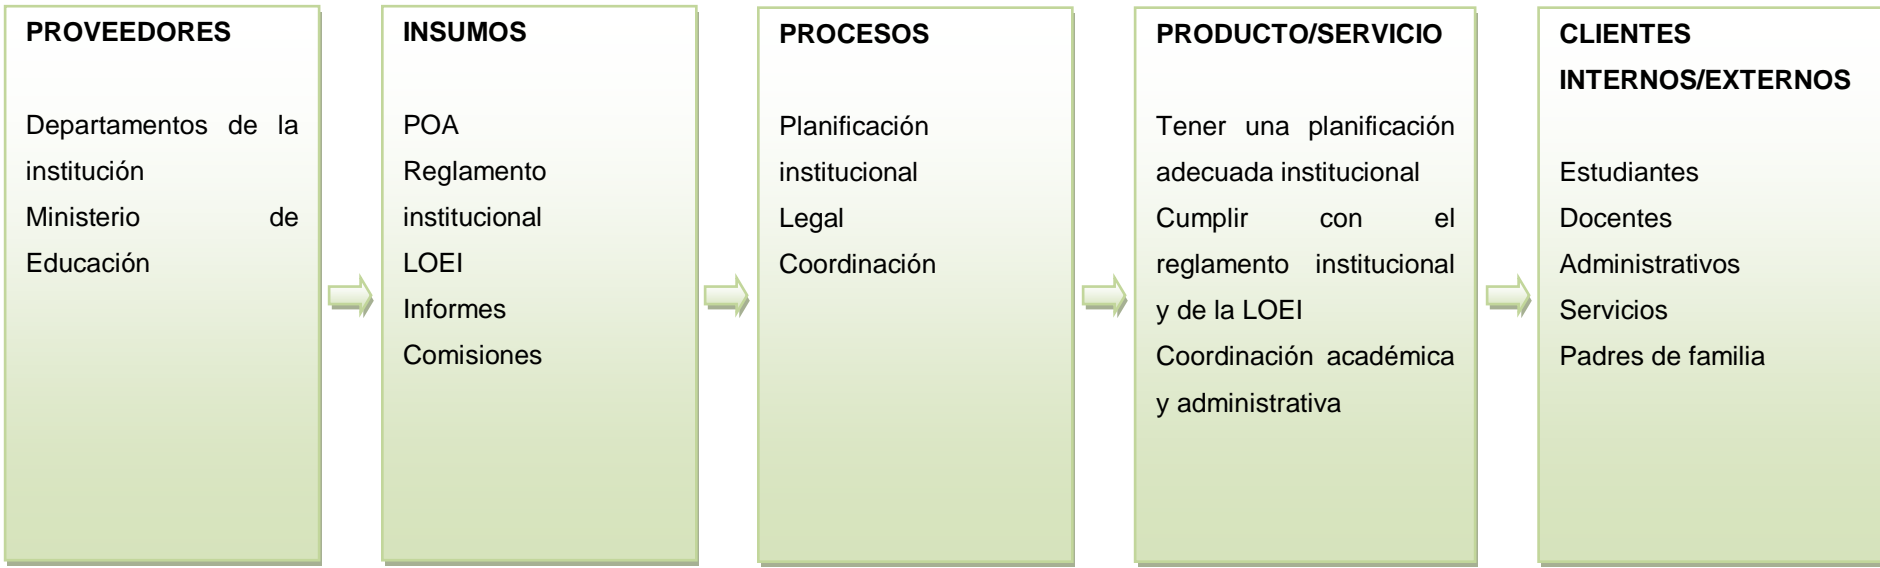 PROVEEDORES
Departamentos de la
institución
Ministerio de
Educación
INSUMOS
POA
Reglamento
institucional
LOEI
Informes
Comisiones
PROCESOS
Planificación
institucional
Legal
Coordinación
PRODUCTO/SERVICIO
Tener una planificación
adecuada institucional
Cumplir con el
reglamento institucional
y de la LOEI
Coordinación académica
y administrativa
CLIENTES
INTERNOS/EXTERNOS
Estudiantes
Docentes
Administrativos
Servicios
Padres de familia